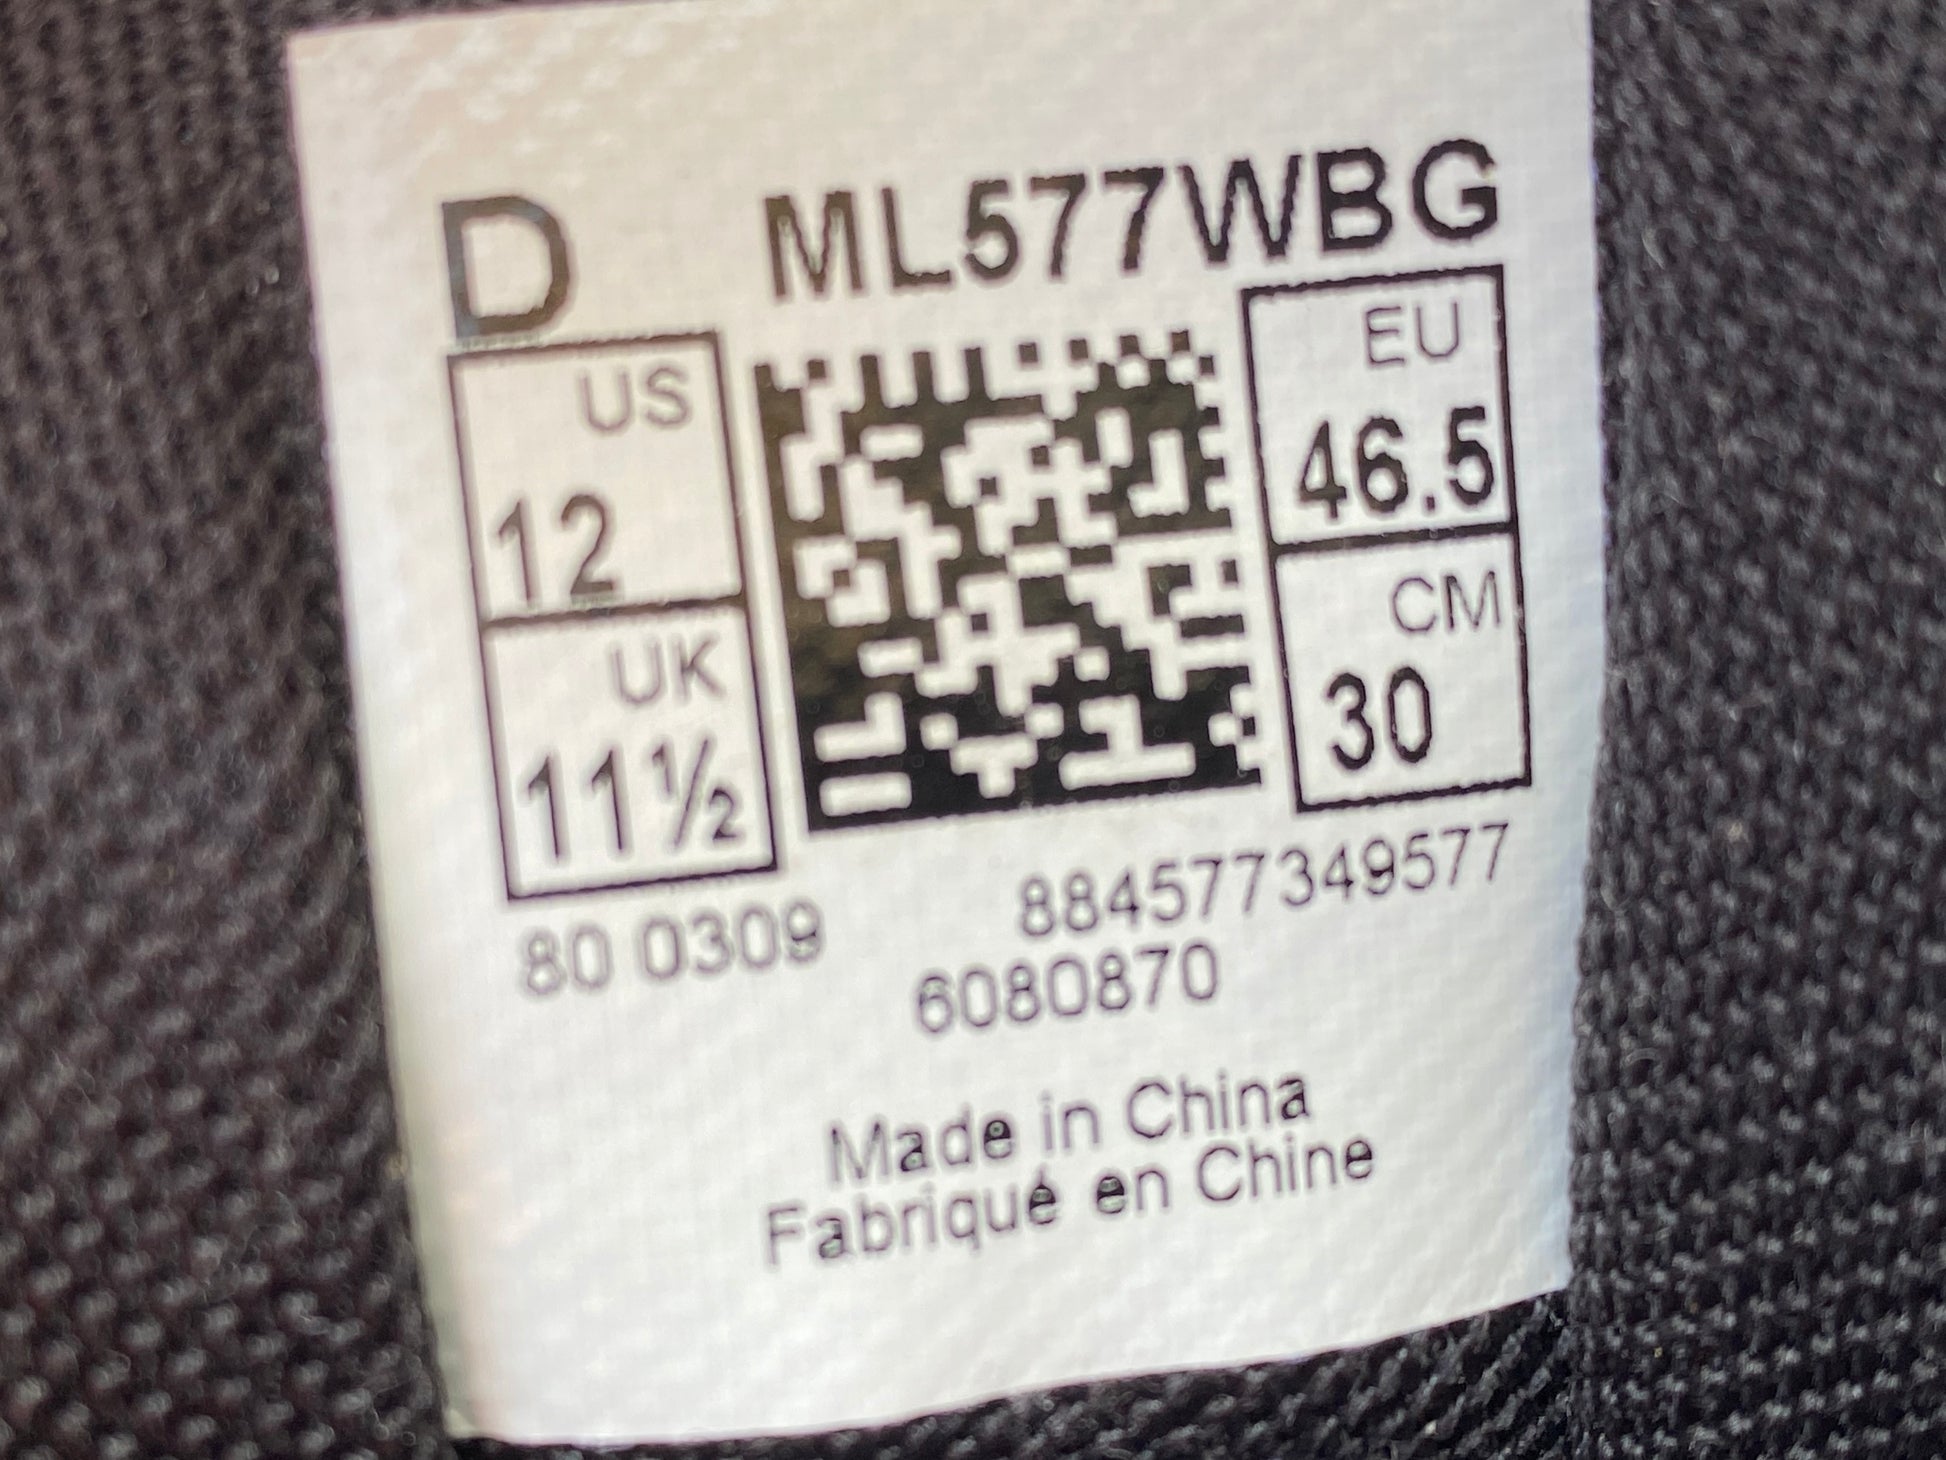 D ML577WBG
US
12
UK
11½
EU
46.5
CM
30
80 0309
884577349577
6080870
Made in China
Fabriqué en Chine